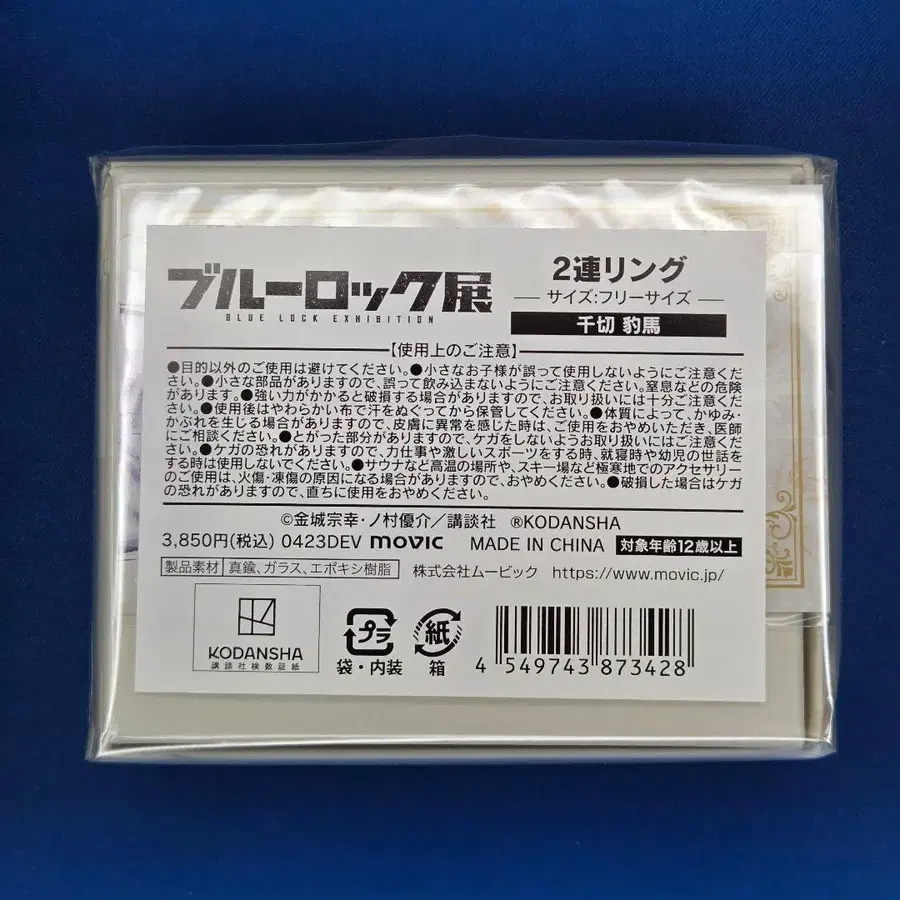 ブルーロック展
BLUE LOCK EXHIBITION
2連リング
サイズ:フリーサイズ
千切 豹馬
【使用上のご注意】
●目的以外のご使用は避けてください。●小さなお子様が誤って使用しないようにご注意くだ
さい。●小さな部品がありますので、誤って飲み込まないようにご注意ください。窒息などの危険
があります。●強い力がかかると破損する場合がありますので、お取り扱いには十分ご注意くだ
さい。●使用後はやわらかい布で汗をぬぐってから保管してください。●体質によって、かゆみ・
かぶれを生じる場合がありますので、皮膚に異常を感じた時は、ご使用をおやめいただき、医師
にご相談ください。●とがった部分がありますので、ケガをしないようお取り扱いにはご注意くださ
い。●ケガの恐れがありますので、力仕事や激しいスポーツをする時、就寝時や幼児の世話を
する時は使用しないでください。●サウナなど高温の場所や、スキー場など極寒地でのアクセサリー
のご使用は、火傷・凍傷の原因になる場合がありますので、おやめください。●破損した場合はケガ
の恐れがありますので、直ちに使用をおやめください。
©金城宗幸・ノ村優介/講談社 ®KODANSHA
3,850円(税込) 0423DEV movic MADE IN CHINA 対象年齢12歳以上
製品素材 真鍮、ガラス、エポキシ樹脂 株式会社ムービック https://www.movic.jp/
KODANSHA
講談社検数証紙
プラ
袋・内装
紙
箱
4 549743 873428